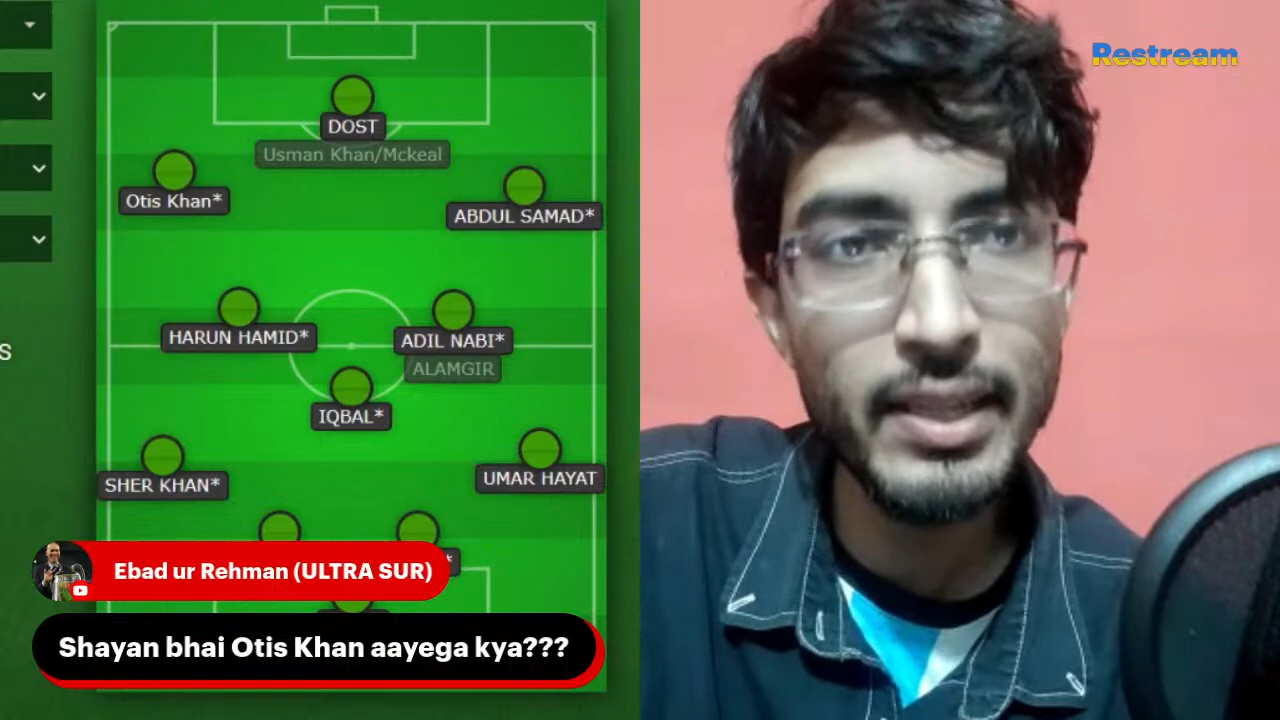 Restream
DOST
Usman Khan/Mckeal
Otis Khan*
ABDUL SAMAD*
HARUN HAMID*
ADIL NABI*
ALAMGIR
IQBAL*
SHER KHAN*
UMAR HAYAT
S
*
Ebad ur Rehman (ULTRA SUR)
Shayan bhai Otis Khan aayega kya???